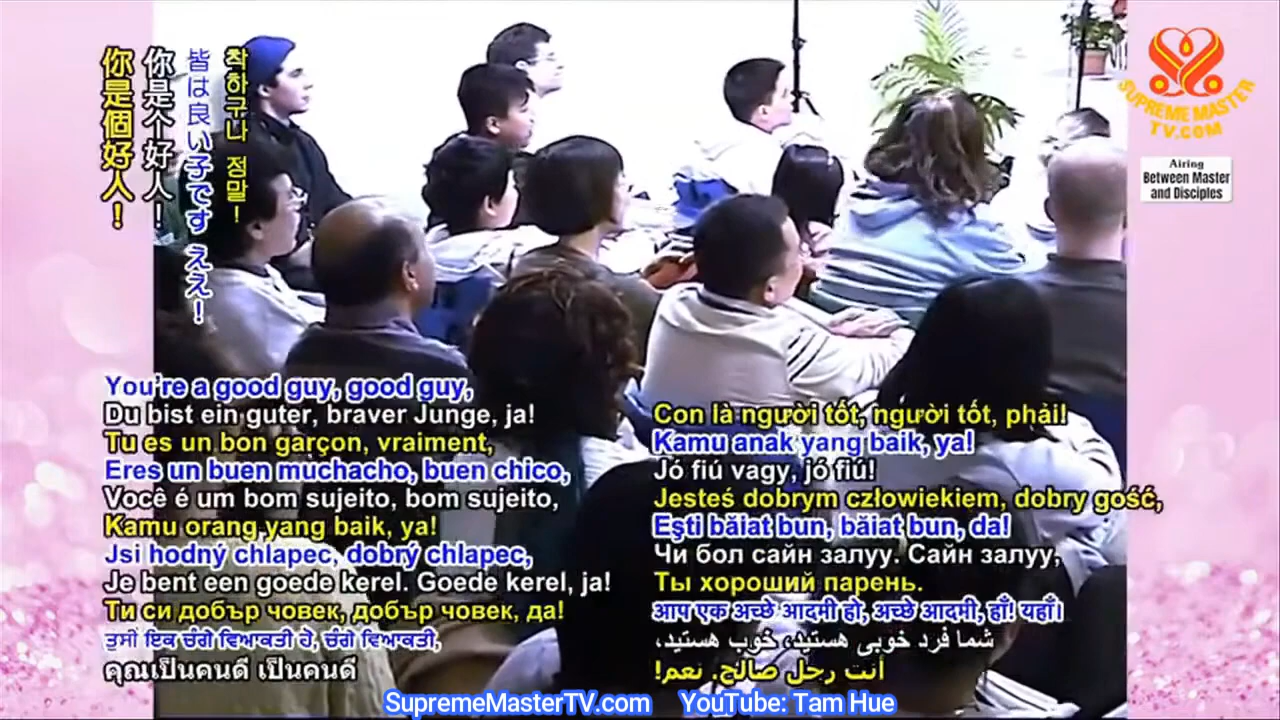 착하구나 정말!
皆は良い子です ええ!
你是个好人!
你是個好人!
SUPREME MASTER
TV.COM
Airing
Between Master
and Disciples
You're a good guy, good guy,
Du bist ein guter, braver Junge, ja!
Tu es un bon garçon, vraiment,
Eres un buen muchacho, buen chico,
Você é um bom sujeito, bom sujeito,
Kamu orang yang baik, ya!
Jsi hodný chlapec, dobrý chlapec,
Je bent een goede kerel. Goede kerel, ja!
Ти си добър човек, добър човек, да!
ਤੁਸੀਂ ਇਕ ਚੰਗੇ ਵਿਆਕਤੀ ਹੋ, ਚੰਗੇ ਵਿਆਕਤੀ,
คุณเป็นคนดี เป็นคนดี
Con là người tốt, người tốt, phải!
Kamu anak yang baik, ya!
Jó fiú vagy, jó fiú!
Jesteś dobrym człowiekiem, dobry gość,
Eşti băiat bun, băiat bun, da!
Чи бол сайн залуу. Сайн залуу,
Ты хороший парень.
आप एक अच्छे आदमी हो, अच्छे आदमी, हाँ! यहाँ।
شما فرد خوبی هستید، خوب هستید،
أنت رجل صالح. نعم!
SupremeMasterTV.com YouTube: Tam Hue